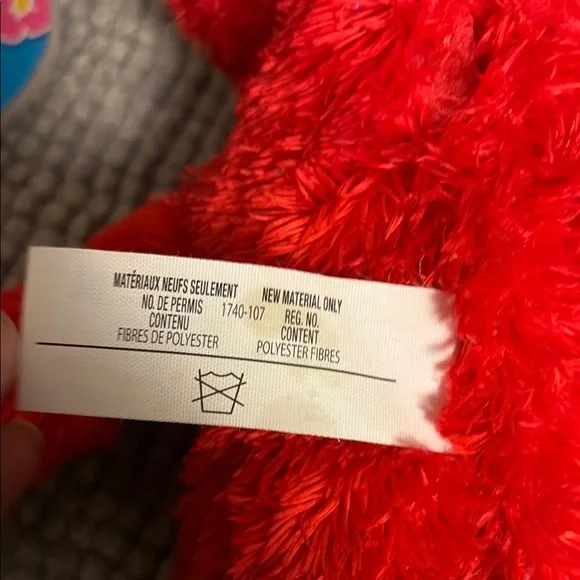 MATÉRIAUX NEUFS SEULEMENT NEW MATERIAL ONLY
NO. DE PERMIS 1740-107 REG. NO.
CONTENU CONTENT
FIBRES DE POLYESTER POLYESTER FIBRES